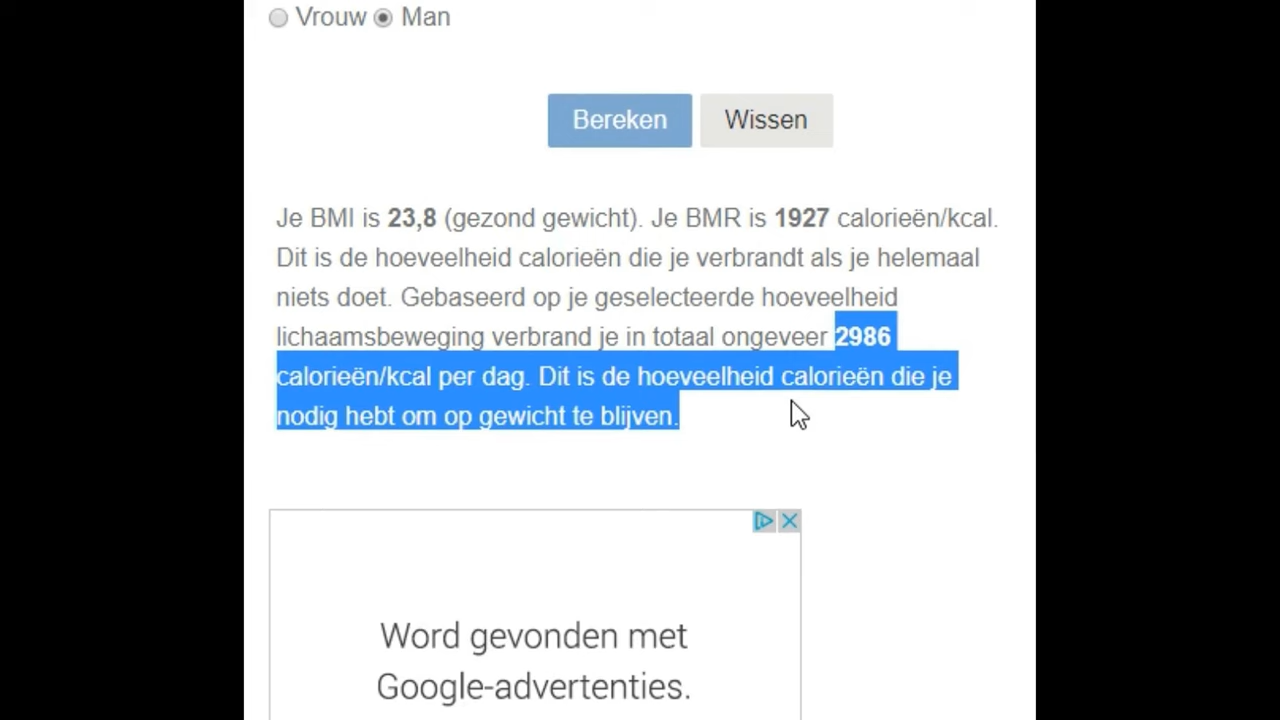 Vrouw Man
Bereken Wissen
Je BMI is 23,8 (gezond gewicht). Je BMR is 1927 calorieën/kcal.
Dit is de hoeveelheid calorieën die je verbrandt als je helemaal
niets doet. Gebaseerd op je geselecteerde hoeveelheid
lichaamsbeweging verbrand je in totaal ongeveer 2986
calorieën/kcal per dag. Dit is de hoeveelheid calorieën die je
nodig hebt om op gewicht te blijven.
Word gevonden met
Google-advertenties.